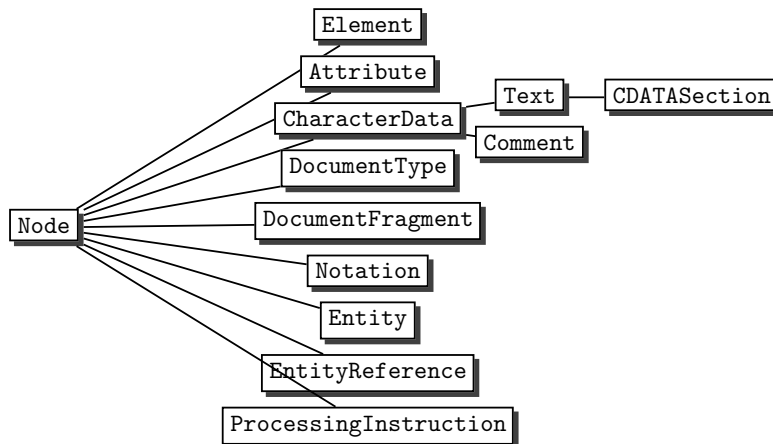 Element
Attribute
Text
CDATASection
CharacterData
Comment
DocumentType
Node
DocumentFragment
Notation
Entity
EntityReference
ProcessingInstruction